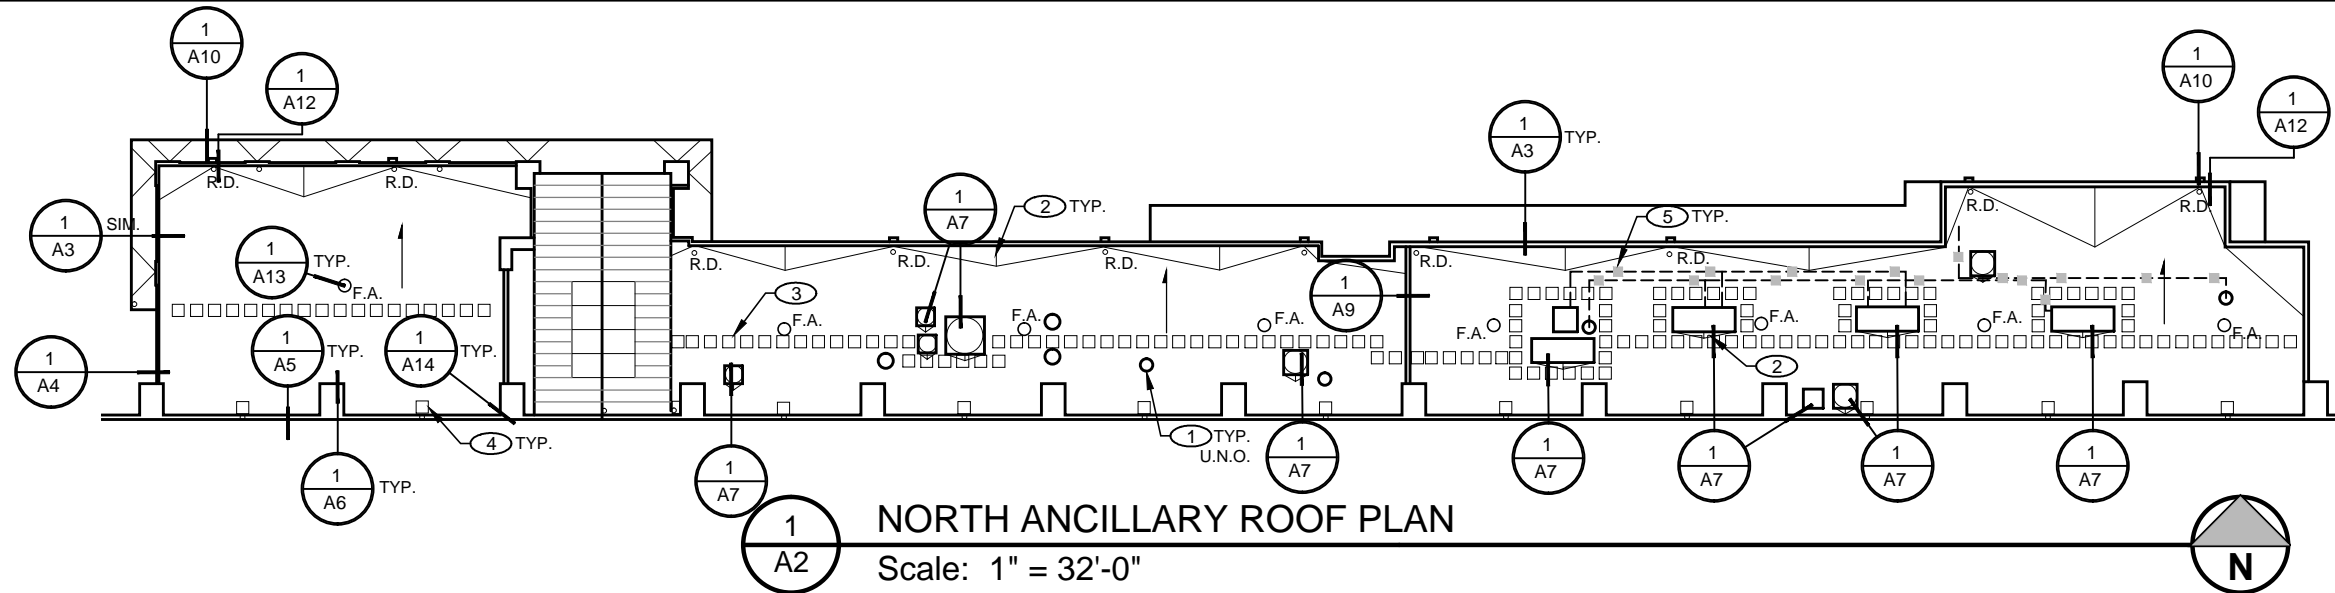 1
A10
1
A12
1
A10
1
A12
1
A3
TYP.
1
A7
2 TYP.
5 TYP.
R.D.
R.D.
R.D.
R.D.
1
A3
SIM.
1
A13
TYP.
F.A.
R.D.
R.D.
R.D.
R.D.
R.D.
R.D.
1
A9
3
F.A.
F.A.
F.A.
F.A.
F.A.
F.A.
F.A.
1
A4
1
A5
TYP.
1
A14
TYP.
2
4 TYP.
1 TYP.
U.N.O.
1
A6
TYP.
1
A7
1
A7
1
A7
1
A7
1
A7
1
A7
1
A2
NORTH ANCILLARY ROOF PLAN
Scale: 1" = 32'-0"
N